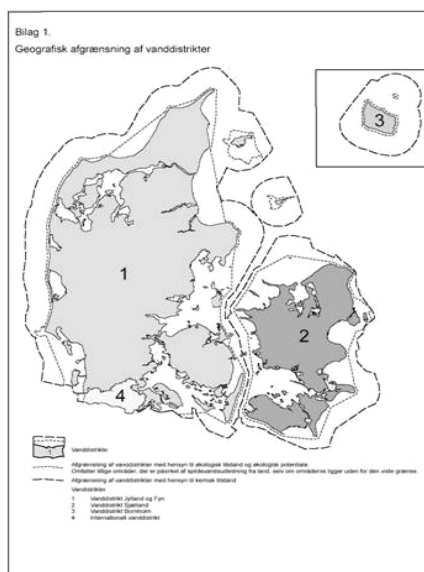 Bilag 1.
Geografisk afgrænsning af vanddistrikter
3
1
2
4
1
Vanddistrikter
Afgrænsning af vanddistrikter med hensyn til økologisk tilstand og økologisk potentiale.
Omfatter tillige områder, der er påvirket af spildevandsudledning fra land, selv om områderne ligger uden for den viste grænse.
Afgrænsning af vanddistrikter med hensyn til kemisk tilstand
Vanddistrikter
1 Vanddistrikt Jylland og Fyn
2 Vanddistrikt Sjælland
3 Vanddistrikt Bornholm
4 Internationalt vanddistrikt